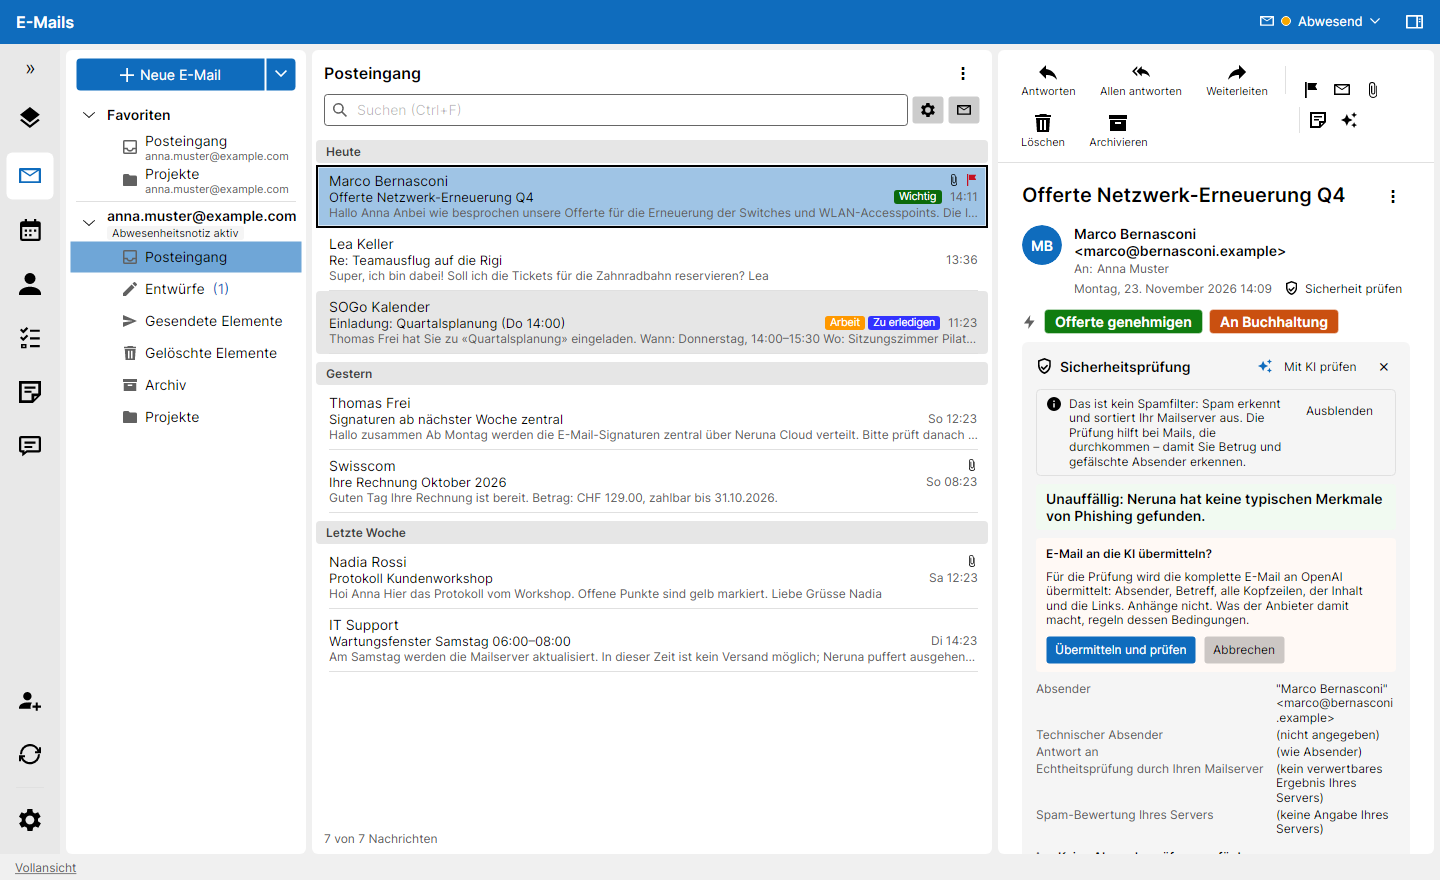 E-Mails
Abwesend
Neue E-Mail
Favoriten
Posteingang
anna.muster@example.com
Projekte
anna.muster@example.com
anna.muster@example.com
Abwesenheitsnotiz aktiv
Posteingang
Entwürfe (1)
Gesendete Elemente
Gelöschte Elemente
Archiv
Projekte
Posteingang
Suchen (Ctrl+F)
Heute
Marco Bernasconi
Offerte Netzwerk-Erneuerung Q4 Wichtig 14:11
Hallo Anna Anbei wie besprochen unsere Offerte für die Erneuerung der Switches und WLAN-Accesspoints. Die I…
Lea Keller
Re: Teamausflug auf die Rigi 13:36
Super, ich bin dabei! Soll ich die Tickets für die Zahnradbahn reservieren? Lea
SOGo Kalender
Einladung: Quartalsplanung (Do 14:00) Arbeit Zu erledigen 11:23
Thomas Frei hat Sie zu «Quartalsplanung» eingeladen. Wann: Donnerstag, 14:00–15:30 Wo: Sitzungszimmer Pilat…
Gestern
Thomas Frei
Signaturen ab nächster Woche zentral So 12:23
Hallo zusammen Ab Montag werden die E-Mail-Signaturen zentral über Neruna Cloud verteilt. Bitte prüft danach …
Swisscom
Ihre Rechnung Oktober 2026 So 08:23
Guten Tag Ihre Rechnung ist bereit. Betrag: CHF 129.00, zahlbar bis 31.10.2026.
Letzte Woche
Nadia Rossi
Protokoll Kundenworkshop Sa 12:23
Hoi Anna Hier das Protokoll vom Workshop. Offene Punkte sind gelb markiert. Liebe Grüsse Nadia
IT Support
Wartungsfenster Samstag 06:00–08:00 Di 14:23
Am Samstag werden die Mailserver aktualisiert. In dieser Zeit ist kein Versand möglich; Neruna puffert ausgehen…
7 von 7 Nachrichten
Antworten Allen antworten Weiterleiten
Löschen Archivieren
Offerte Netzwerk-Erneuerung Q4
MB
Marco Bernasconi
<marco@bernasconi.example>
An: Anna Muster
Montag, 23. November 2026 14:09 Sicherheit prüfen
Offerte genehmigen An Buchhaltung
Sicherheitsprüfung Mit KI prüfen
Das ist kein Spamfilter: Spam erkennt
und sortiert Ihr Mailserver aus. Die
Prüfung hilft bei Mails, die
durchkommen – damit Sie Betrug und
gefälschte Absender erkennen.
Ausblenden
Unauffällig: Neruna hat keine typischen Merkmale
von Phishing gefunden.
E-Mail an die KI übermitteln?
Für die Prüfung wird die komplette E-Mail an OpenAI
übermittelt: Absender, Betreff, alle Kopfzeilen, der Inhalt
und die Links. Anhänge nicht. Was der Anbieter damit
macht, regeln dessen Bedingungen.
Übermitteln und prüfen Abbrechen
Absender "Marco Bernasconi"
<marco@bernasconi
.example>
Technischer Absender (nicht angegeben)
Antwort an (wie Absender)
Echtheitsprüfung durch Ihren Mailserver (kein verwertbares
Ergebnis Ihres
Servers)
Spam-Bewertung Ihres Servers (keine Angabe Ihres
Servers)
Vollansicht